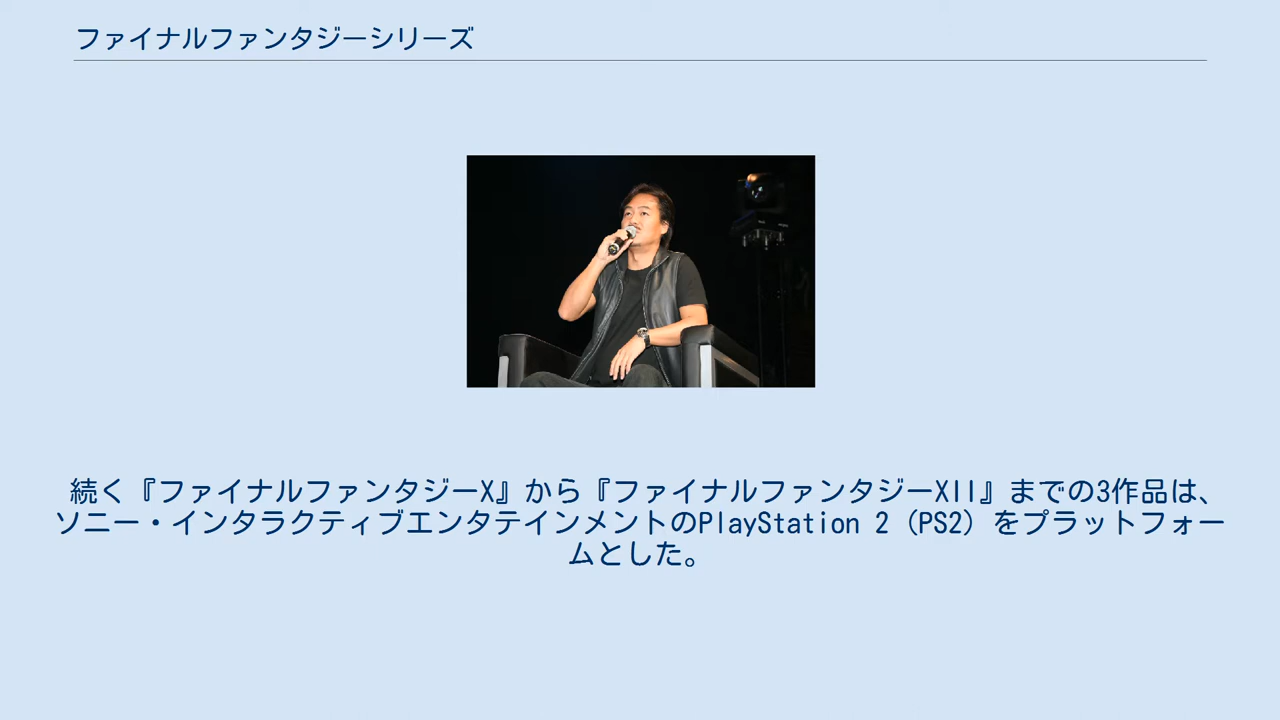 ファイナルファンタジーシリーズ
続く『ファイナルファンタジーX』から『ファイナルファンタジーXII』までの3作品は、
ソニー・インタラクティブエンタテインメントのPlayStation 2（PS2）をプラットフォー
ムとした。